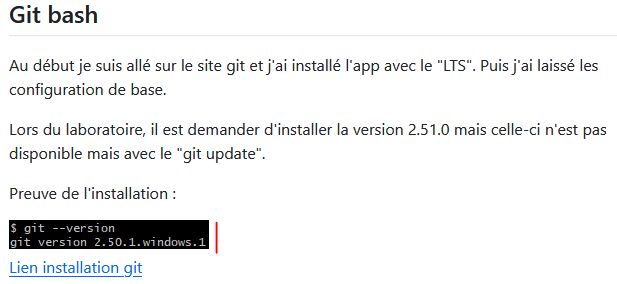 Git bash
Au début je suis allé sur le site git et j'ai installé l'app avec le "LTS". Puis j'ai laissé les
configuration de base.
Lors du laboratoire, il est demander d'installer la version 2.51.0 mais celle-ci n'est pas
disponible mais avec le "git update".
Preuve de l'installation :
$ git --version
git version 2.50.1.windows.1
Lien installation git